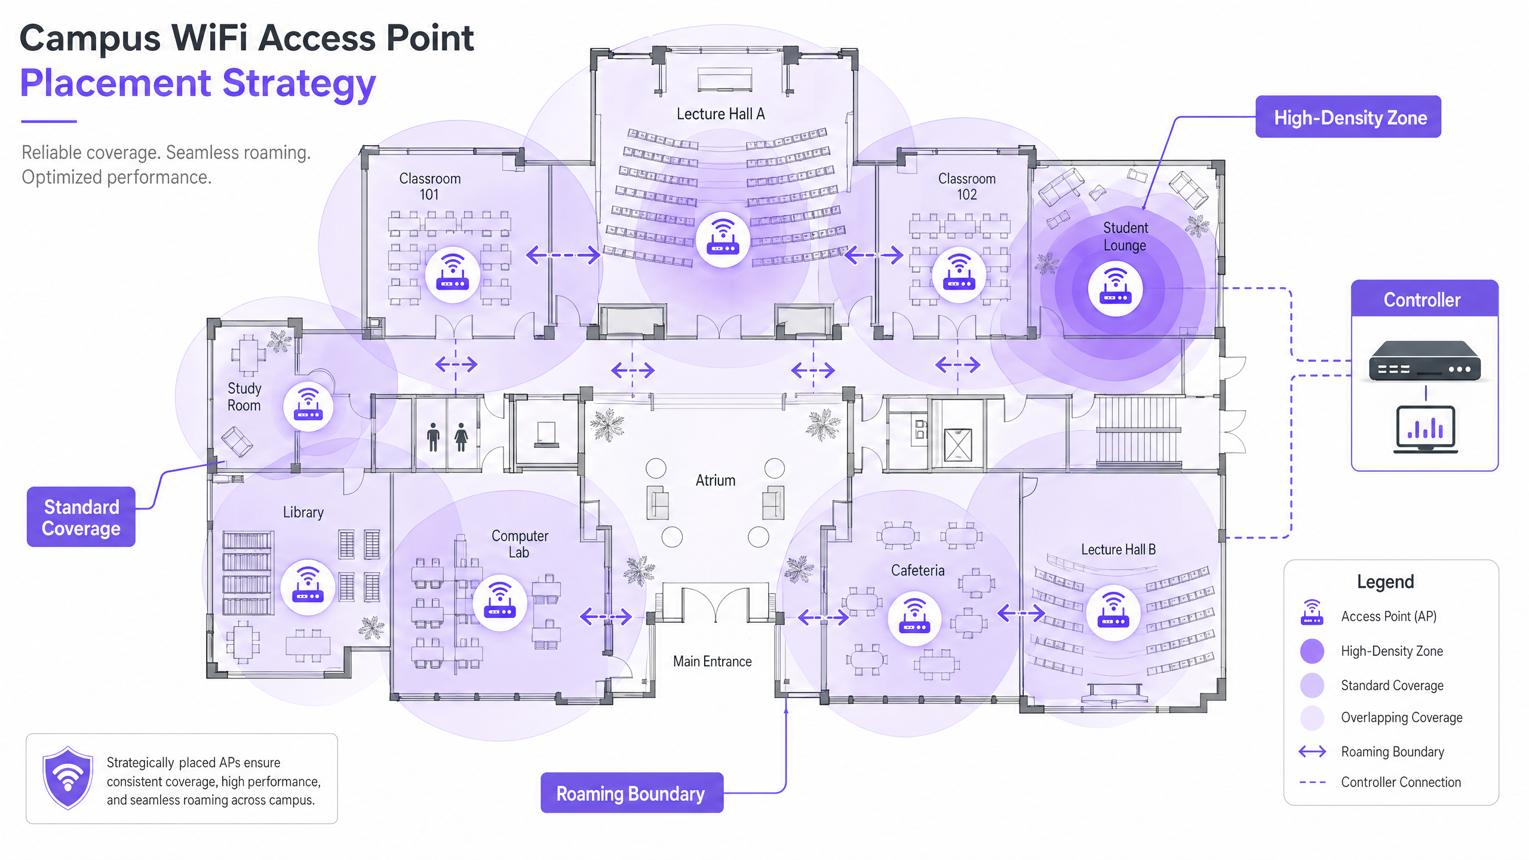 Campus WiFi Access Point
Placement Strategy
Reliable coverage. Seamless roaming.
Optimized performance.
Lecture Hall A
Classroom
101
Classroom
102
High-Density Zone
Student
Lounge
Controller
Study
Room
Standard
Coverage
Library
Computer
Lab
Atrium
Main Entrance
Cafeteria
Lecture Hall B
Legend
Access Point (AP)
High-Density Zone
Standard Coverage
Overlapping Coverage
Roaming Boundary
Controller Connection
Strategically placed APs ensure
consistent coverage, high performance,
and seamless roaming across campus.
Roaming Boundary